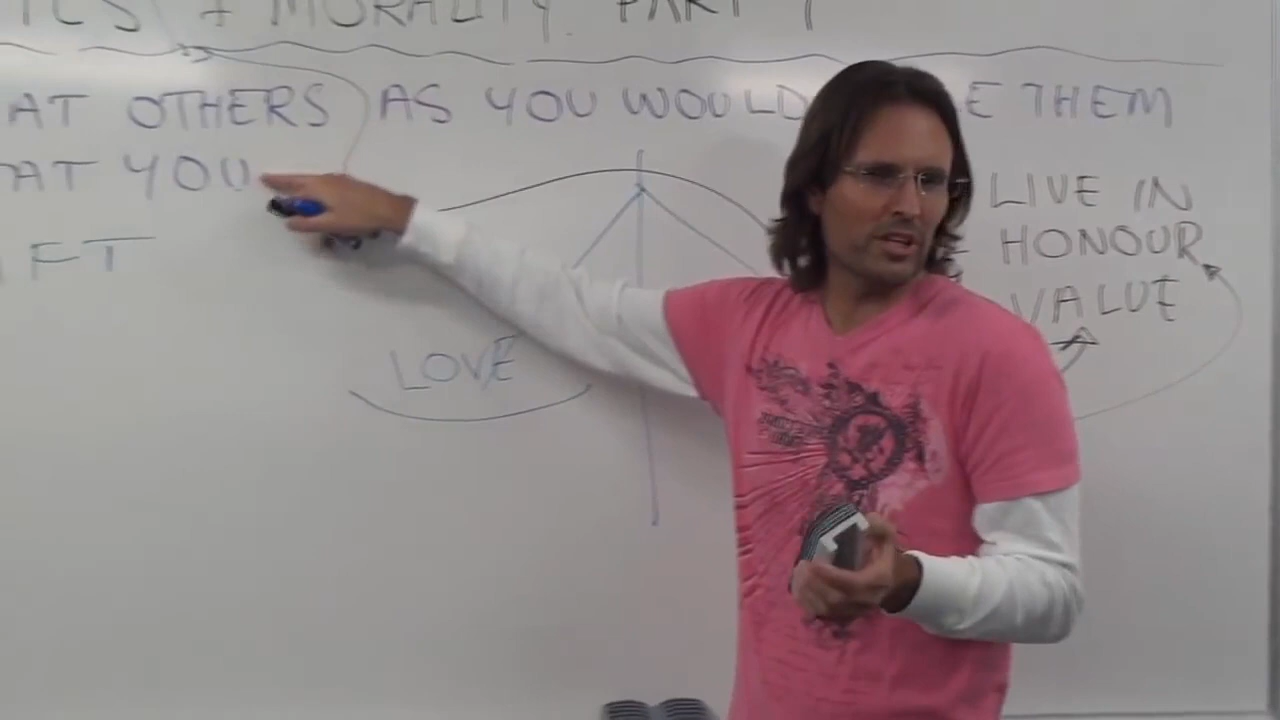 ICS + MORALITY PART 1
AT OTHERS AS YOU WOULD E THEM
AT YOU
FT
LIVE IN
HONOUR
VALUE
LOVE